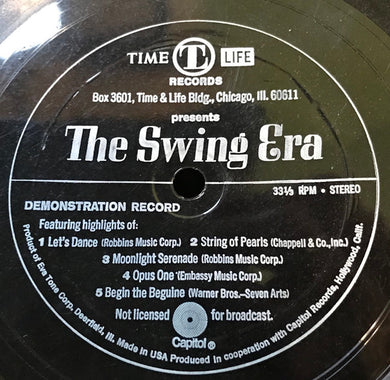 TIME TL LIFE
RECORDS
Box 3601, Time & Life Bldg., Chicago, Ill. 60611
presents
The Swing Era
33⅓ RPM • STEREO
DEMONSTRATION RECORD
Featuring highlights of:
1 Let's Dance (Robbins Music Corp.) 2 String of Pearls (Chappell & Co., Inc.)
3 Moonlight Serenade (Robbins Music Corp.)
4 Opus One (Embassy Music Corp.)
5 Begin the Beguine (Warner Bros.–Seven Arts)
Not licensed for broadcast.
Capitol ®
Product of Eva Tone Corp. Deerfield, Ill. Made in USA Produced in cooperation with Capitol Records, Hollywood, Calif.